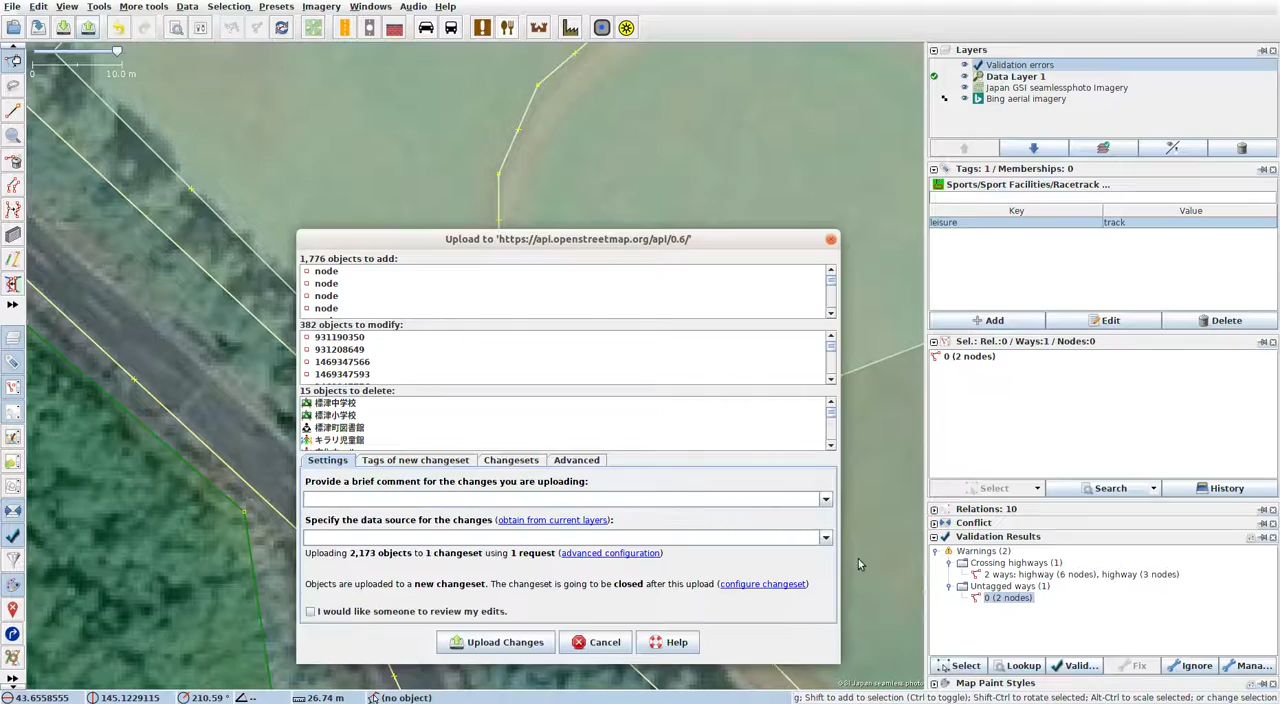 File Edit View Tools More tools Data Selection Presets Imagery Windows Audio Help
0 10.0 m
Upload to 'https://api.openstreetmap.org/api/0.6/'
1,776 objects to add:
node
node
node
node
382 objects to modify:
931190350
931208649
1469347566
1469347593
15 objects to delete:
標津中学校
標津小学校
標津町図書館
キラリ児童館
Settings Tags of new changeset Changesets Advanced
Provide a brief comment for the changes you are uploading:
Specify the data source for the changes (obtain from current layers):
Uploading 2,173 objects to 1 changeset using 1 request (advanced configuration)
Objects are uploaded to a new changeset. The changeset is going to be closed after this upload (configure changeset)
I would like someone to review my edits.
Upload Changes Cancel Help
Layers
Validation errors
Data Layer 1
Japan GSI seamlessphoto Imagery
Bing aerial imagery
Tags: 1 / Memberships: 0
Sports/Sport Facilities/Racetrack ...
Key Value
leisure track
Add Edit Delete
Sel.: Rel.:0 / Ways:1 / Nodes:0
0 (2 nodes)
Select Search History
Relations: 10
Conflict
Validation Results
Warnings (2)
Crossing highways (1)
2 ways: highway (6 nodes), highway (3 nodes)
Untagged ways (1)
0 (2 nodes)
Select Lookup Valid... Fix Ignore Mana...
Map Paint Styles
©GSI Japan seamless photo
43.6558555 145.1229115 210.59 ° -- 26.74 m (no object) g; Shift to add to selection (Ctrl to toggle); Shift-Ctrl to rotate selected; Alt-Ctrl to scale selected; or change selection